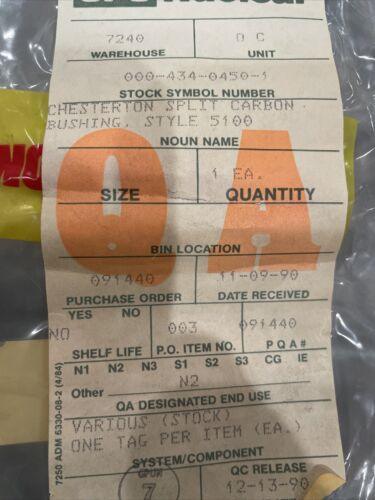 Nuclear
7240 0 C
WAREHOUSE UNIT
000-434-0450-1
STOCK SYMBOL NUMBER
CHESTERTON SPLIT CARBON
BUSHING, STYLE 5100
NOUN NAME
1 EA.
SIZE QUANTITY
QA
BIN LOCATION
091440 11-09-90
PURCHASE ORDER DATE RECEIVED
YES NO
NO 003 091440
SHELF LIFE P.O. ITEM NO. P Q A #
N1 N2 N3 S1 S2 S3 CG IE
Other N2
QA DESIGNATED END USE
VARIOUS (STOCK)
ONE TAG PER ITEM (EA.)
SYSTEM/COMPONENT
QC RELEASE
7 12-13-90
7250 ADM 6330-08-2 (4/84)